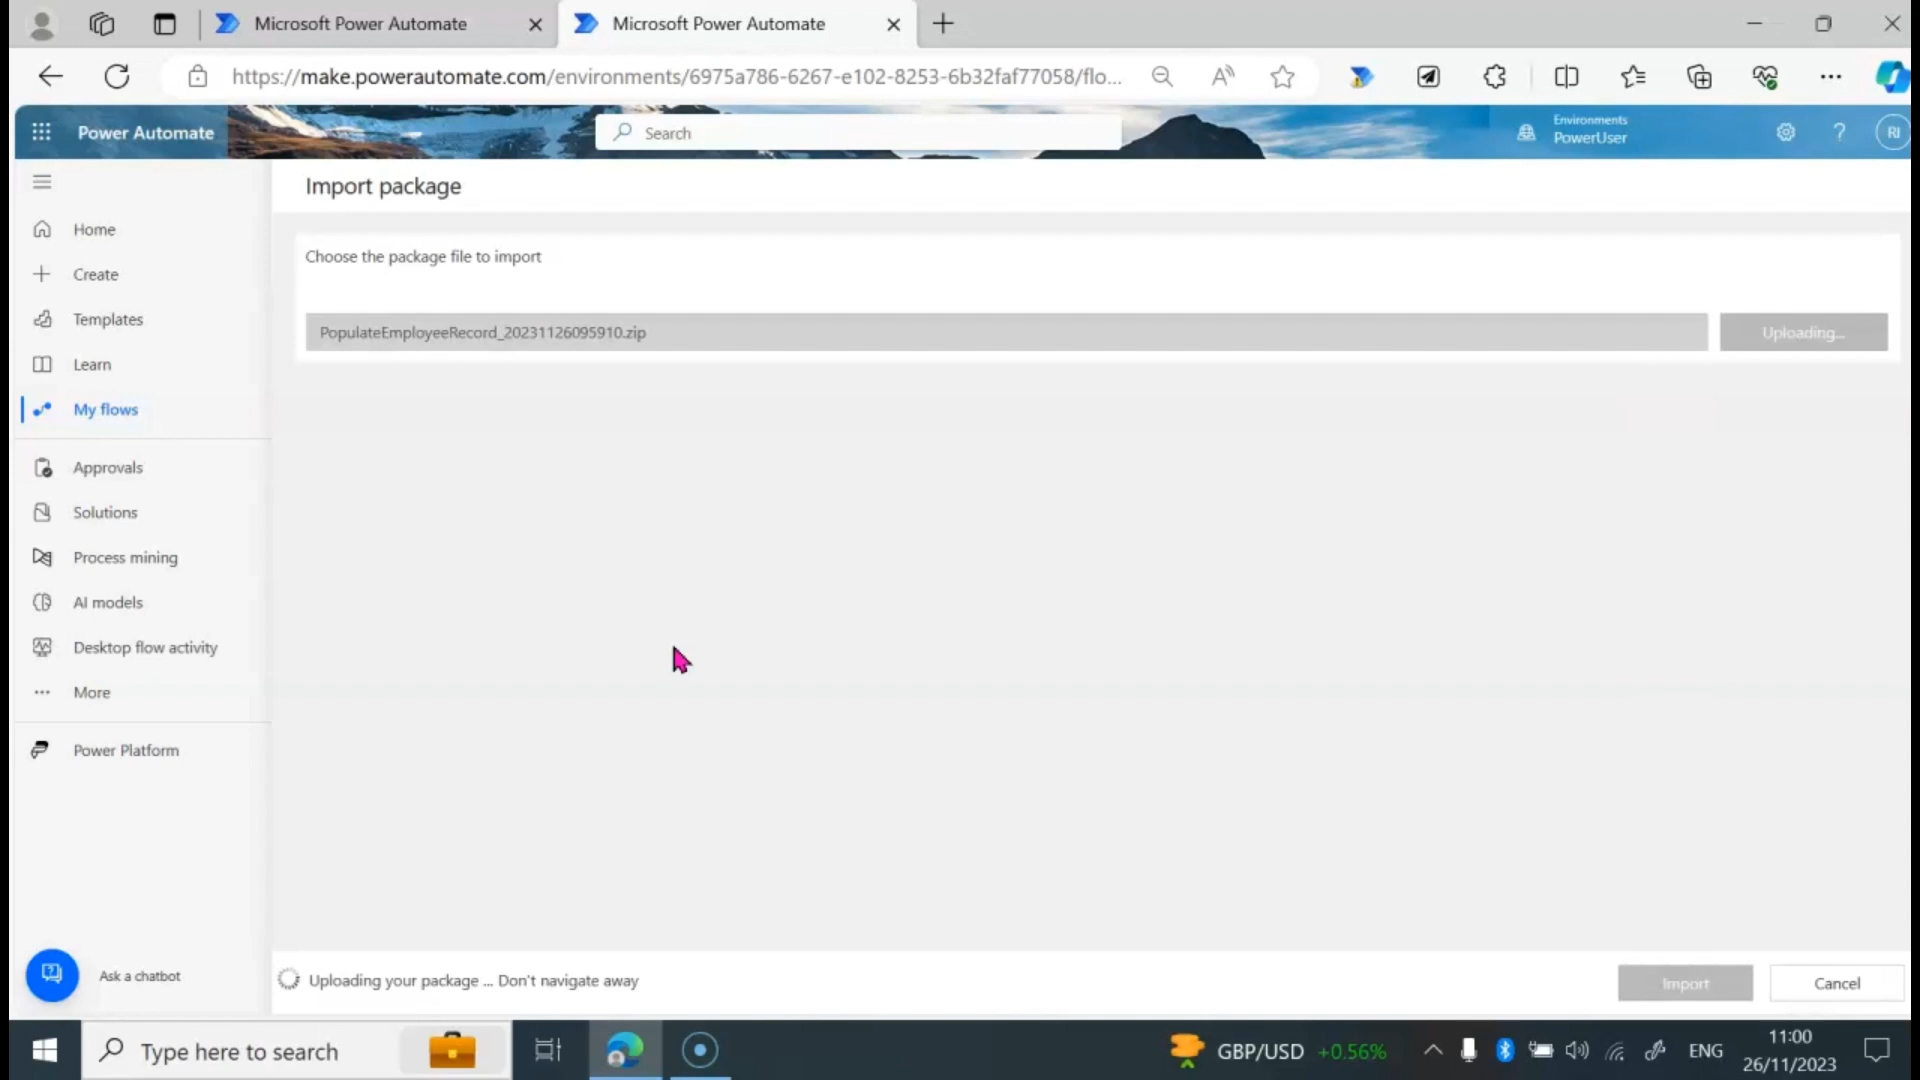 Microsoft Power Automate
Microsoft Power Automate
https://make.powerautomate.com/environments/6975a786-6267-e102-8253-6b32faf77058/flo...
Power Automate
Search
Environments
PowerUser
RI
Import package
Home
Create
Templates
Learn
My flows
Approvals
Solutions
Process mining
AI models
Desktop flow activity
More
Power Platform
Ask a chatbot
Choose the package file to import
PopulateEmployeeRecord_20231126095910.zip
Uploading...
Uploading your package ... Don't navigate away
Import
Cancel
Type here to search
GBP/USD +0.56%
ENG
11:00
26/11/2023